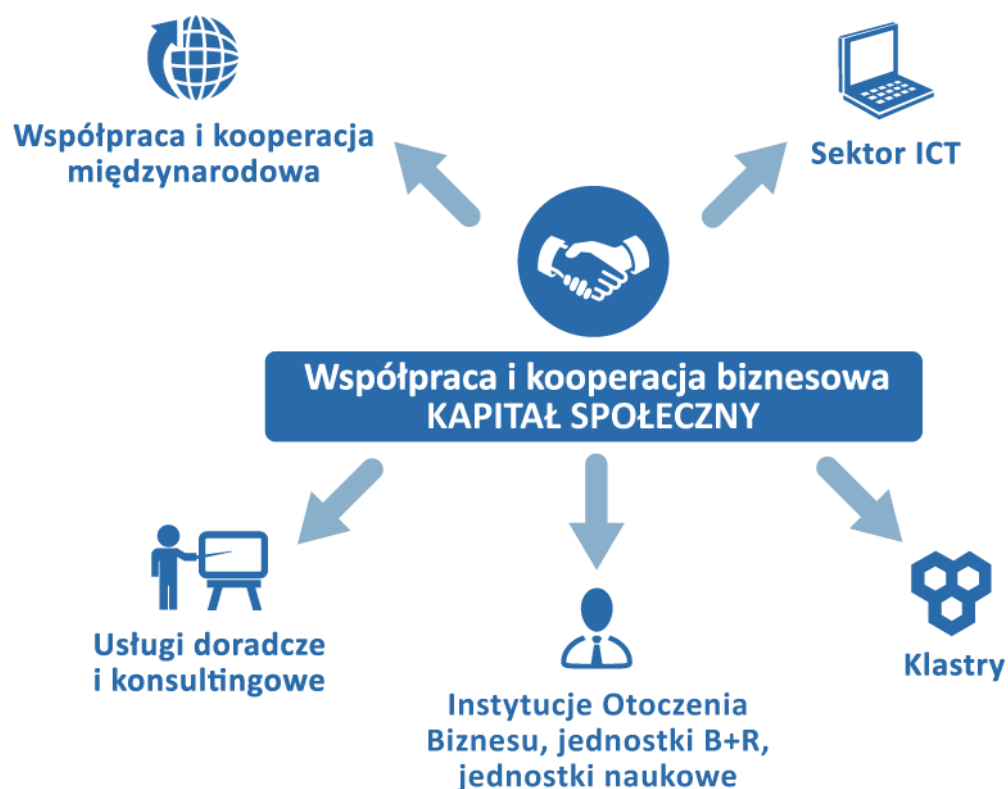 Współpraca i kooperacja
międzynarodowa
Sektor ICT
Współpraca i kooperacja biznesowa
KAPITAŁ SPOŁECZNY
Usługi doradcze
i konsultingowe
Instytucje Otoczenia
Biznesu, jednostki B+R,
jednostki naukowe
Klastry